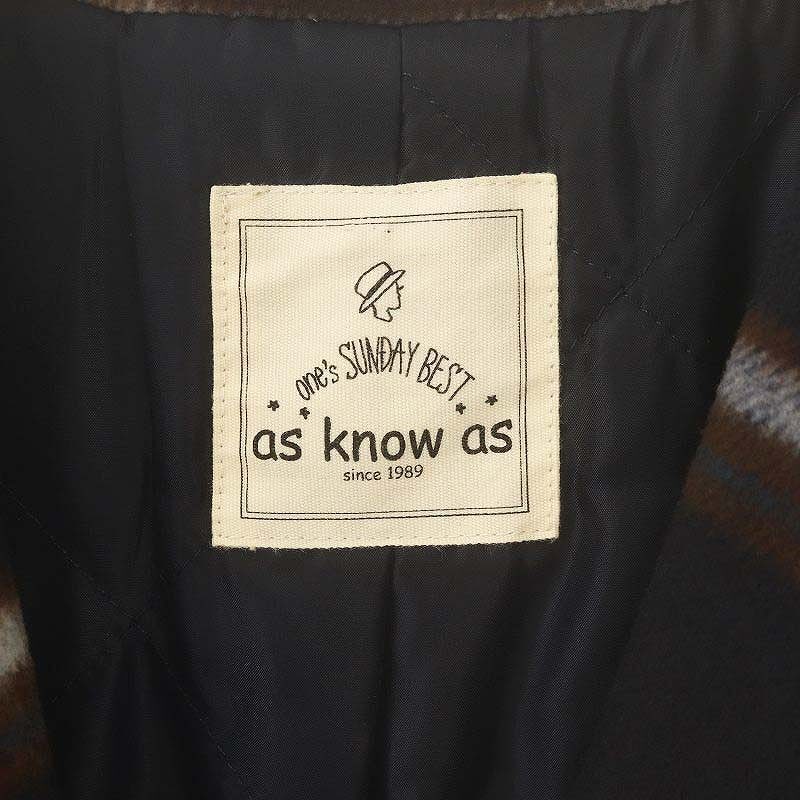 one's SUNDAY BEST
as know as
since 1989